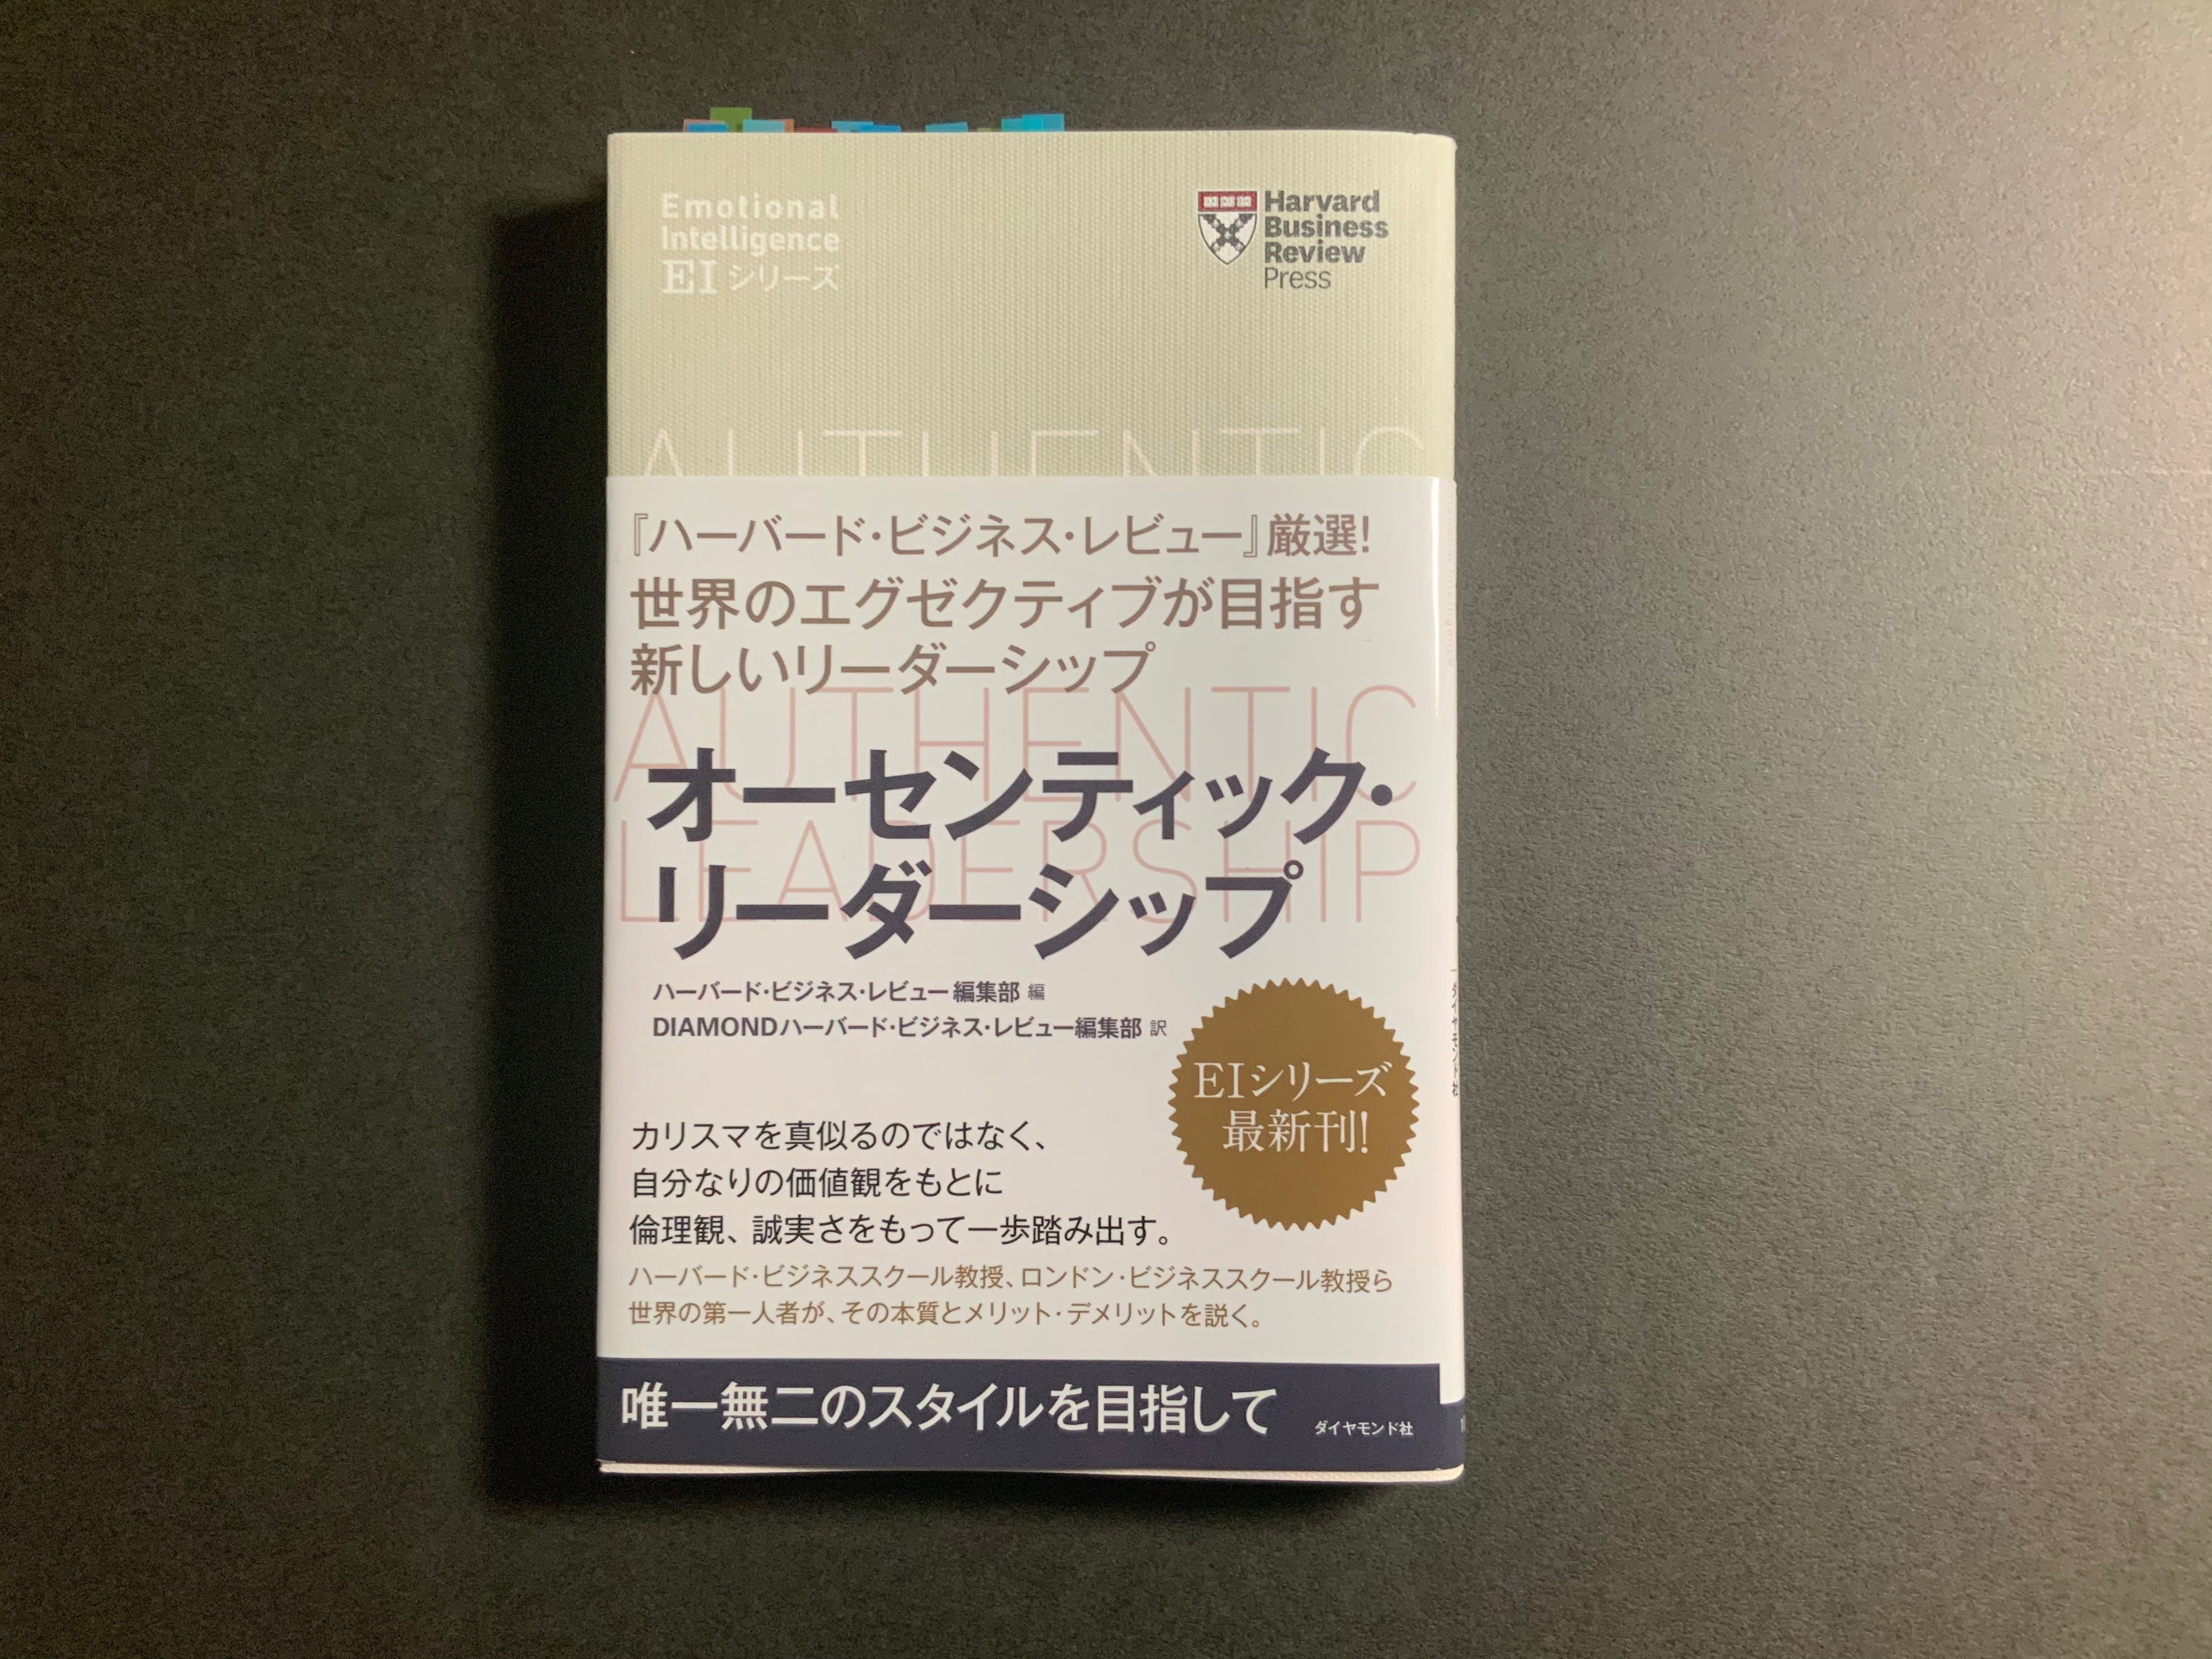 Emotional
Intelligence
EI シリーズ
Harvard
Business
Review
Press
AUTHENTIC
『ハーバード・ビジネス・レビュー』厳選!
世界のエグゼクティブが目指す
新しいリーダーシップ
AUTHENTIC
LEADERSHIP
オーセンティック・
リーダーシップ
ハーバード・ビジネス・レビュー 編集部 編
DIAMONDハーバード・ビジネス・レビュー編集部 訳
EIシリーズ
最新刊!
カリスマを真似るのではなく、
自分なりの価値観をもとに
倫理観、誠実さをもって一歩踏み出す。
ハーバード・ビジネススクール教授、ロンドン・ビジネススクール教授ら
世界の第一人者が、その本質とメリット・デメリットを説く。
唯一無二のスタイルを目指して
ダイヤモンド社
ダイヤモンド社